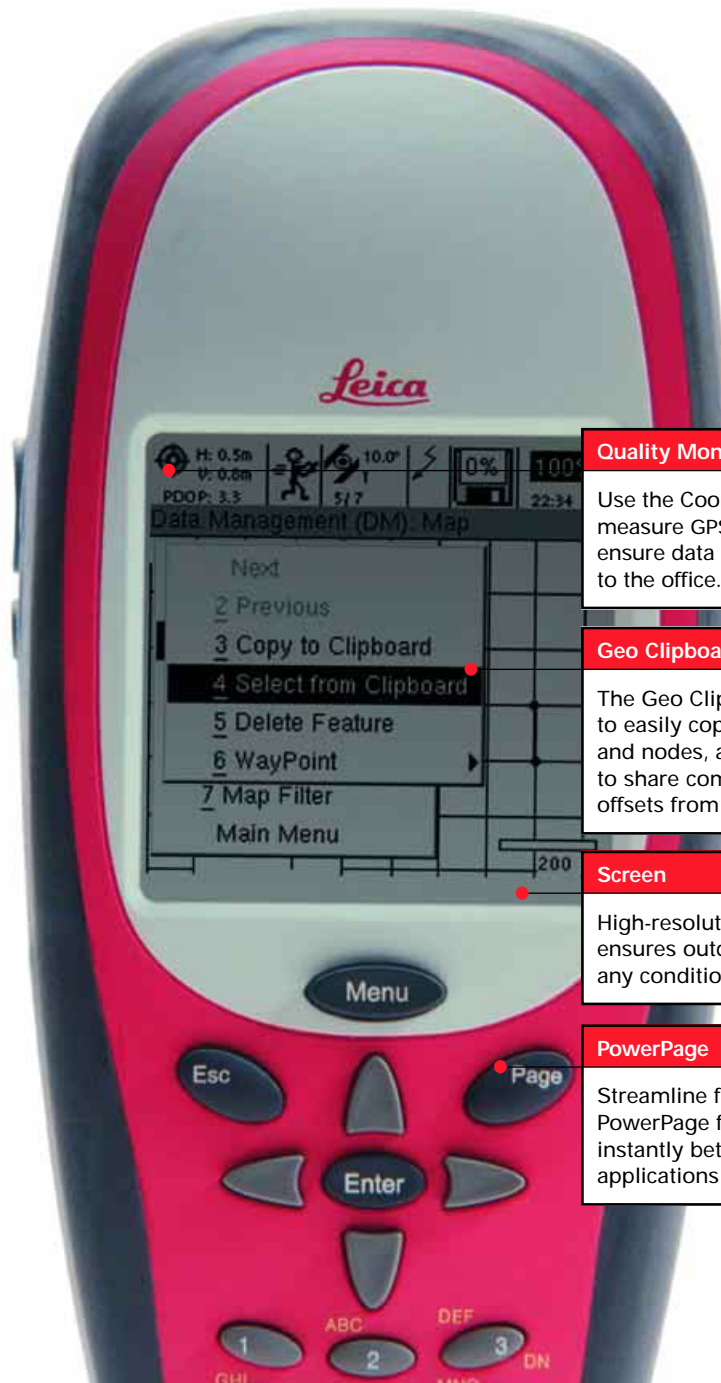 Leica
H: 0.5m
V: 0.6m
PDOP: 3.3
5/7
10.0°
0%
100%
22:34
Data Management (DM): Map
Next
2 Previous
3 Copy to Clipboard
4 Select from Clipboard
5 Delete Feature
6 WayPoint
7 Map Filter
Main Menu
200
Quality Mon
Use the Coo
measure GPS
ensure data
to the office.
Geo Clipboa
The Geo Clip
to easily cop
and nodes, a
to share com
offsets from
Screen
High-resolut
ensures outd
any conditio
PowerPage
Streamline f
PowerPage f
instantly bet
applications
Menu
Esc
Page
Enter
ABC
DEF
1
2
3
DN
GHI
MNO